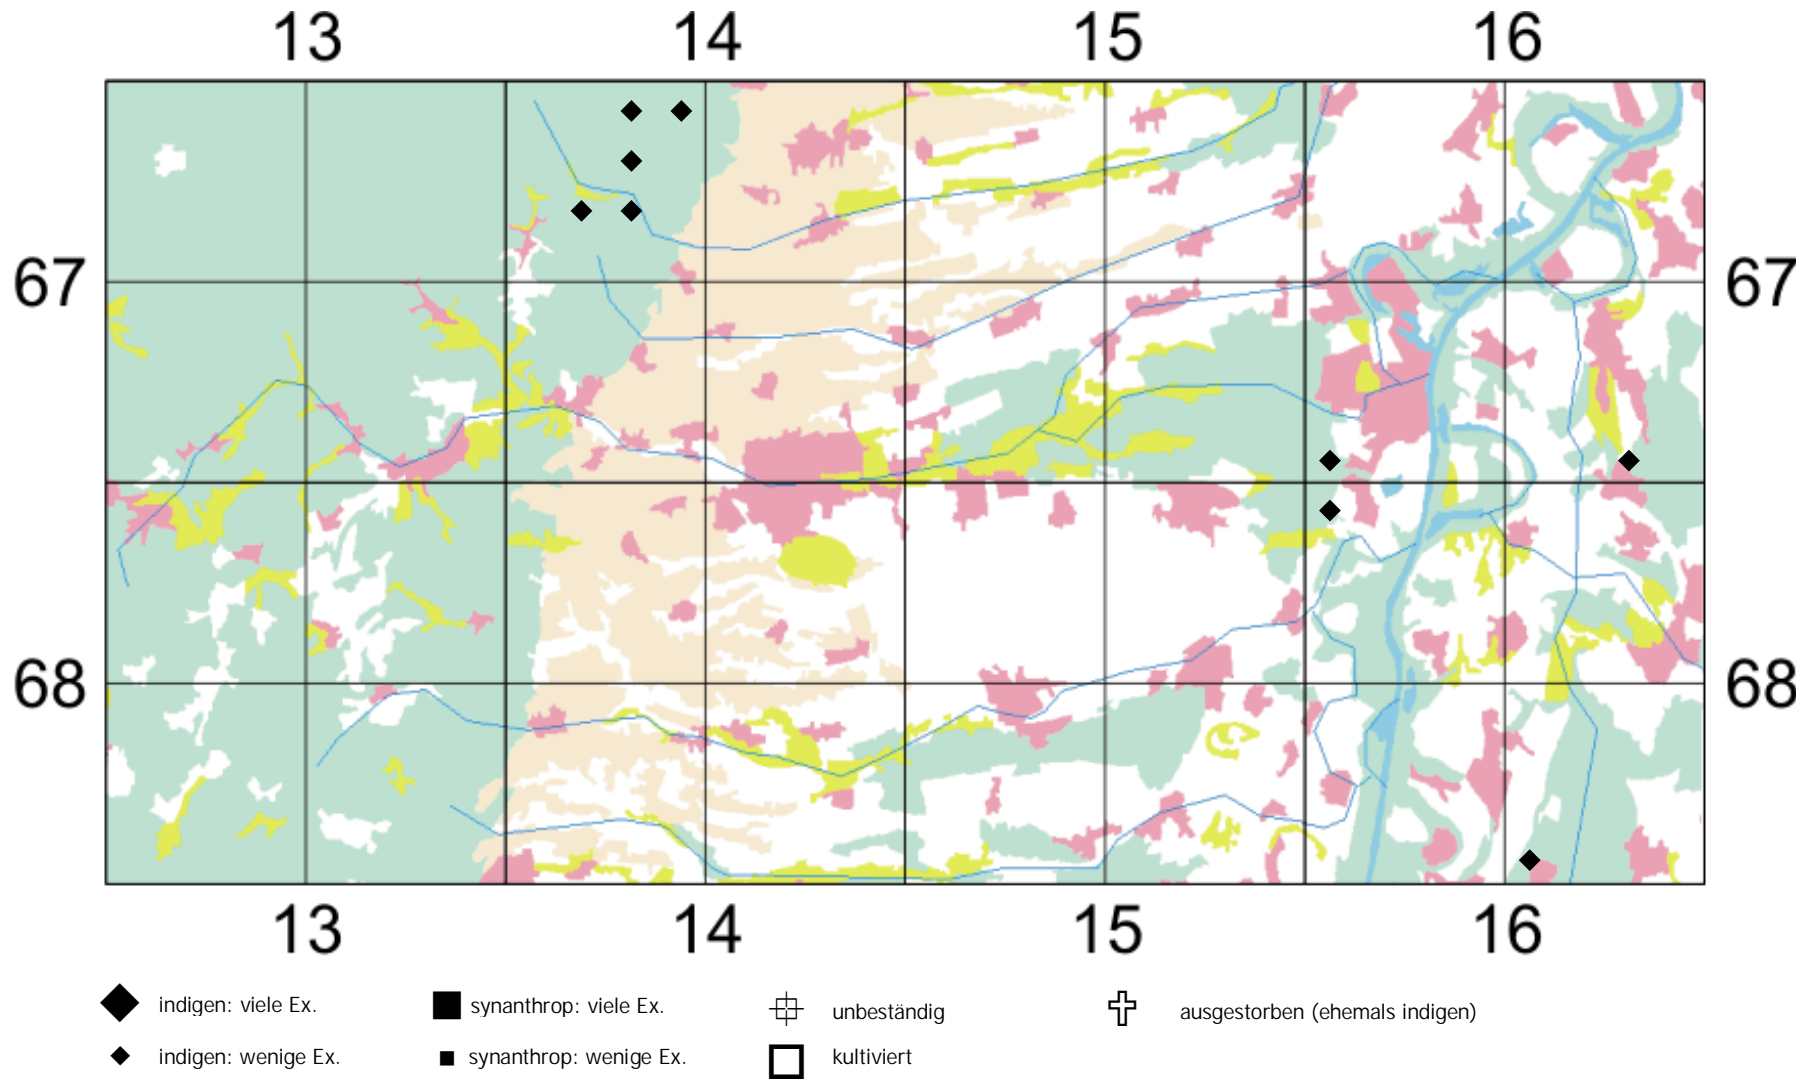 13 14 15 16
67 67
68 68
13 14 15 16
indigen: viele Ex. synanthrop: viele Ex. unbeständig ausgestorben (ehemals indigen)
indigen: wenige Ex. synanthrop: wenige Ex. kultiviert